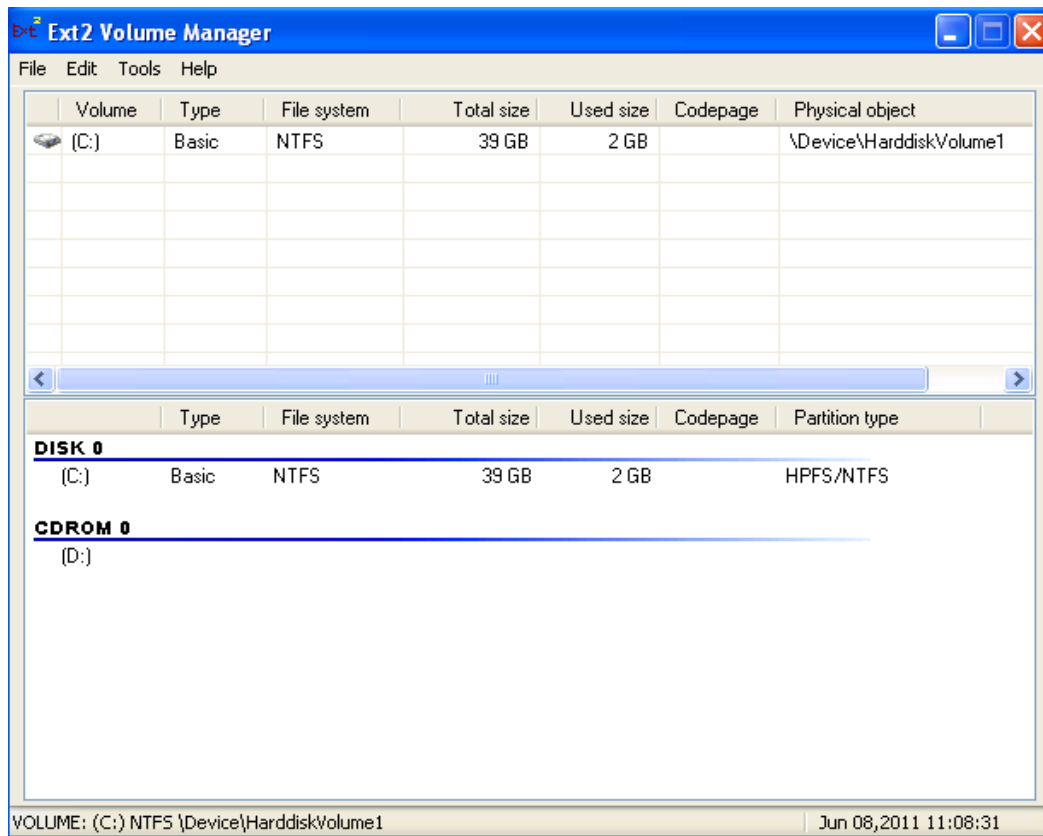 Ext2 Ext2 Volume Manager
File Edit Tools Help
Volume Type File system Total size Used size Codepage Physical object
(C:) Basic NTFS 39 GB 2 GB \Device\HarddiskVolume1
Type File system Total size Used size Codepage Partition type
DISK 0
(C:) Basic NTFS 39 GB 2 GB HPFS/NTFS
CDROM 0
(D:)
VOLUME: (C:) NTFS \Device\HarddiskVolume1 Jun 08,2011 11:08:31